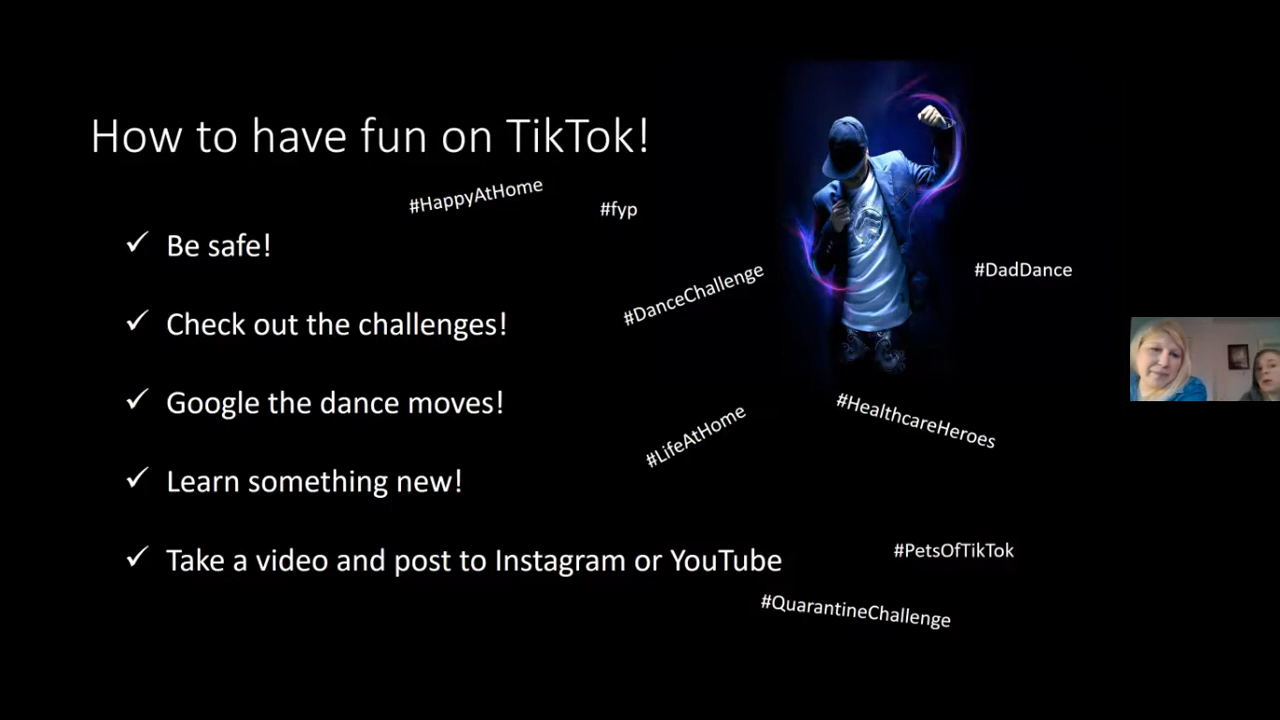 How to have fun on TikTok!
#HappyAtHome
#fyp
✓ Be safe!
#DanceChallenge
#DadDance
✓ Check out the challenges!
✓ Google the dance moves!
#LifeAtHome
#HealthcareHeroes
✓ Learn something new!
✓ Take a video and post to Instagram or YouTube
#PetsOfTikTok
#QuarantineChallenge